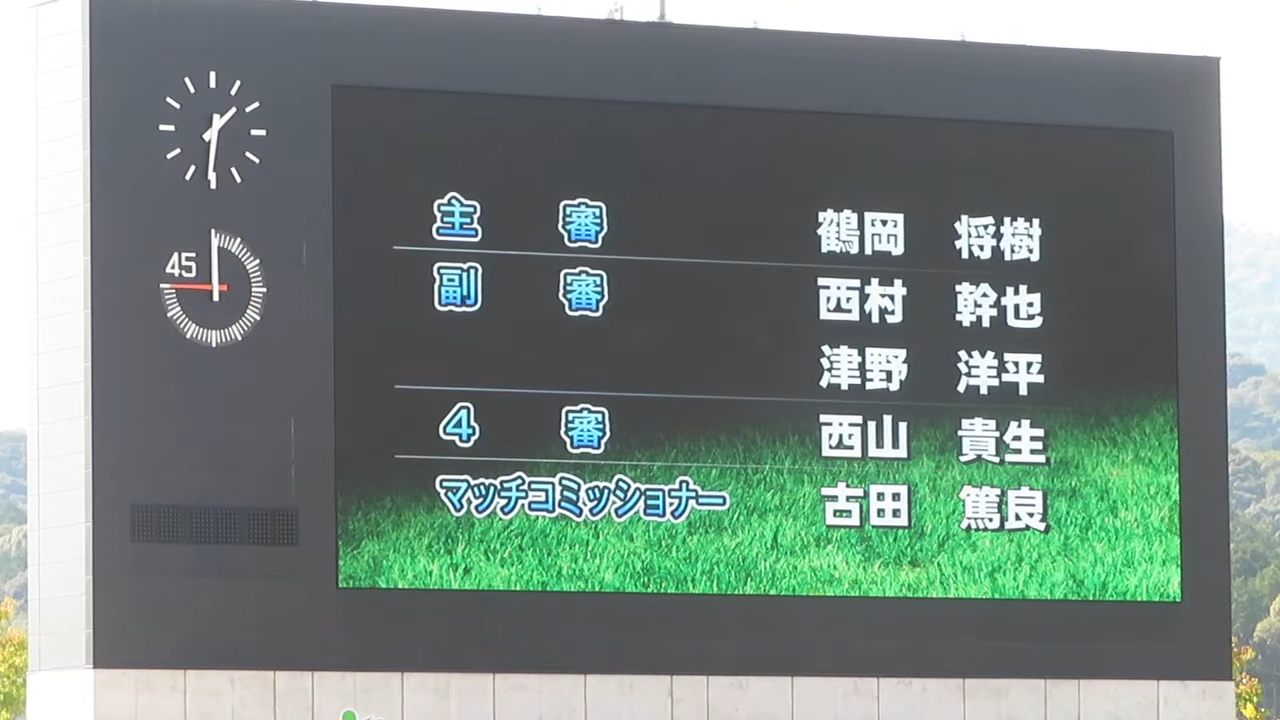 45
主 審 鶴岡 将樹
副 審 西村 幹也
津野 洋平
4 審 西山 貴生
マッチコミッショナー 古田 篤良